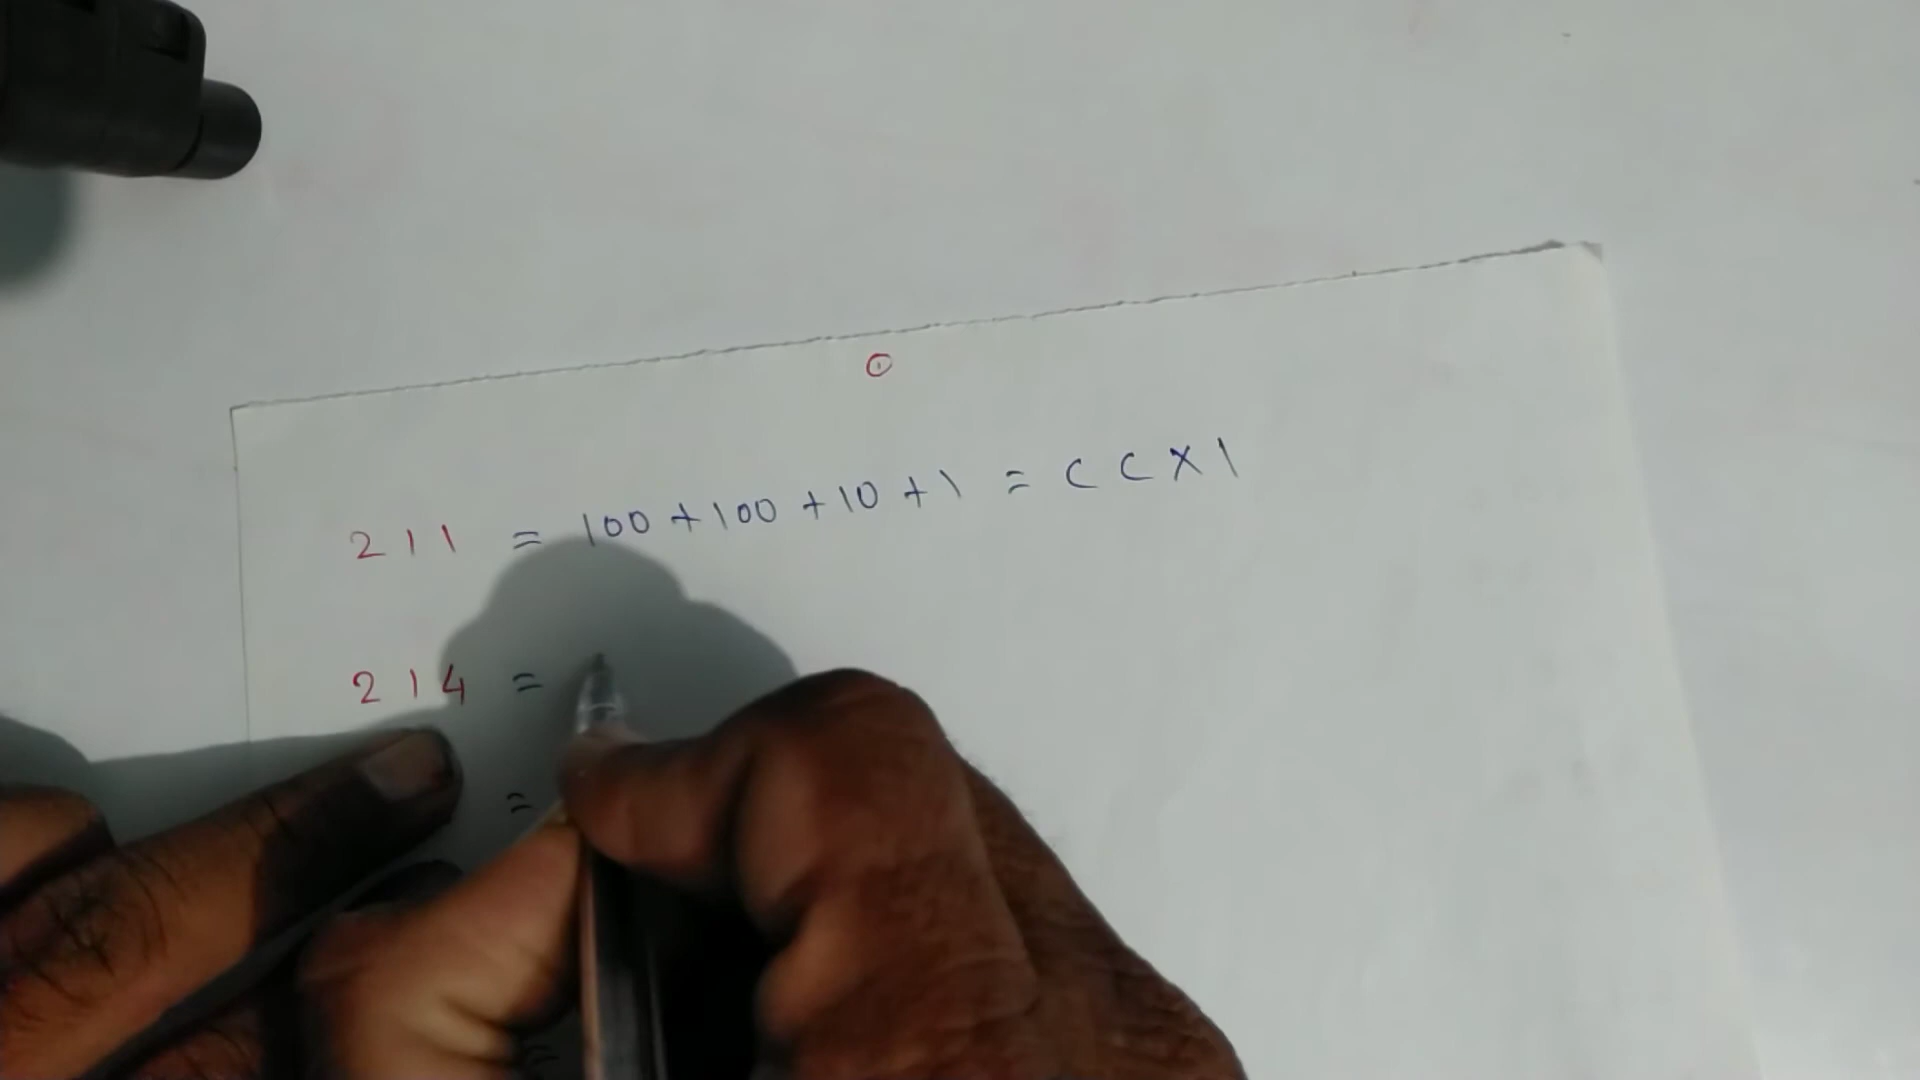 ①
211 = 100+100+10+1 = CCXI
214 =
=
=